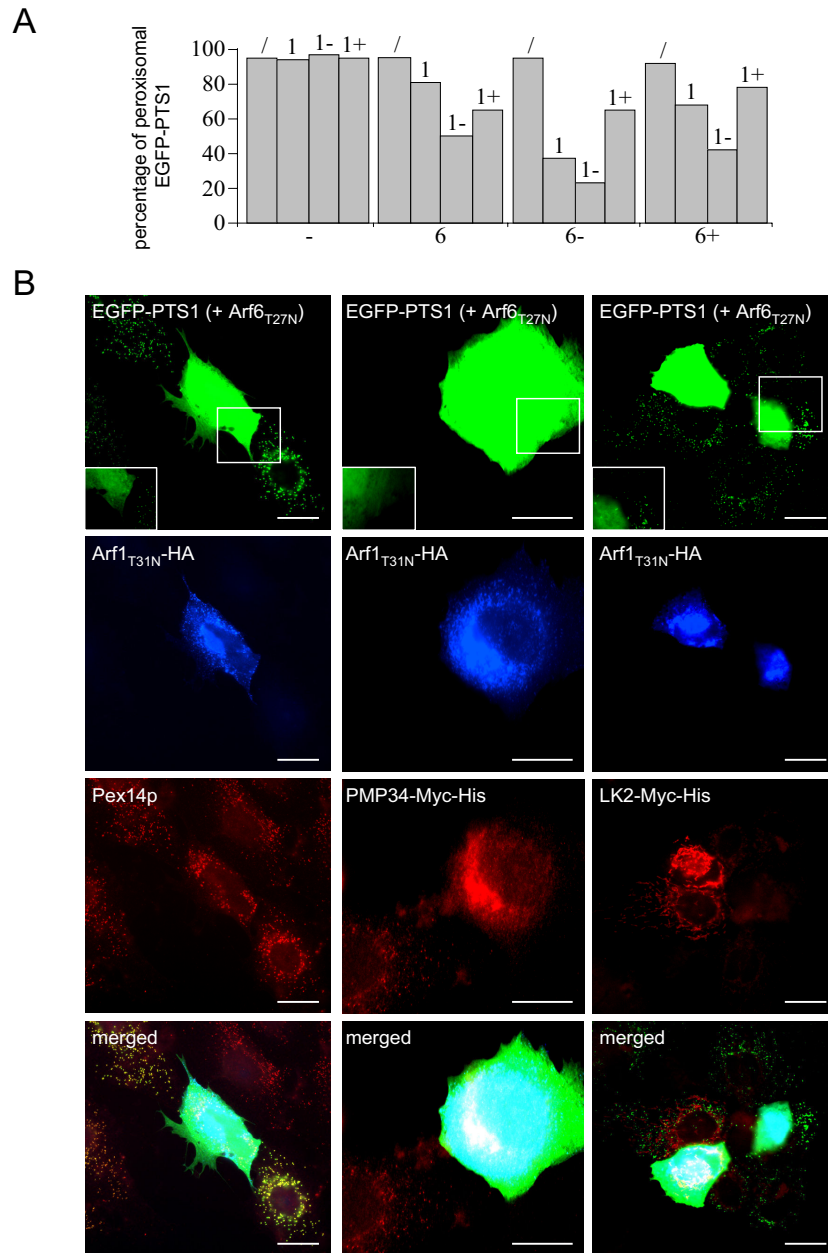 A
percentage of peroxisomal
EGFP-PTS1
100
80
60
40
20
0
/ 1 1- 1+
/ 1 1- 1+
/ 1 1- 1+
/ 1 1- 1+
- 6 6- 6+
B
EGFP-PTS1 (+ Arf6T27N)
EGFP-PTS1 (+ Arf6T27N)
EGFP-PTS1 (+ Arf6T27N)
Arf1T31N-HA
Arf1T31N-HA
Arf1T31N-HA
Pex14p
PMP34-Myc-His
LK2-Myc-His
merged
merged
merged